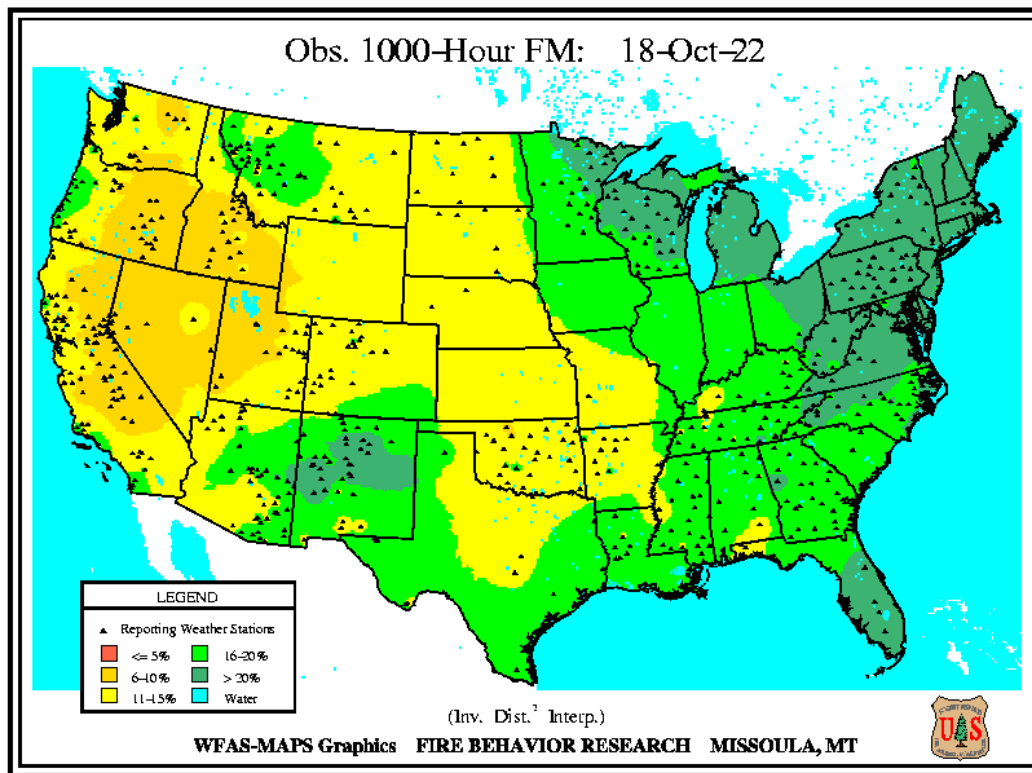 Obs. 1000-Hour FM: 18-Oct-22
LEGEND
Reporting Weather Stations
<= 5%
16-20%
6-10%
> 20%
11-15%
Water
(Inv. Dist.² Interp.)
WFAS-MAPS Graphics FIRE BEHAVIOR RESEARCH MISSOULA, MT
U S